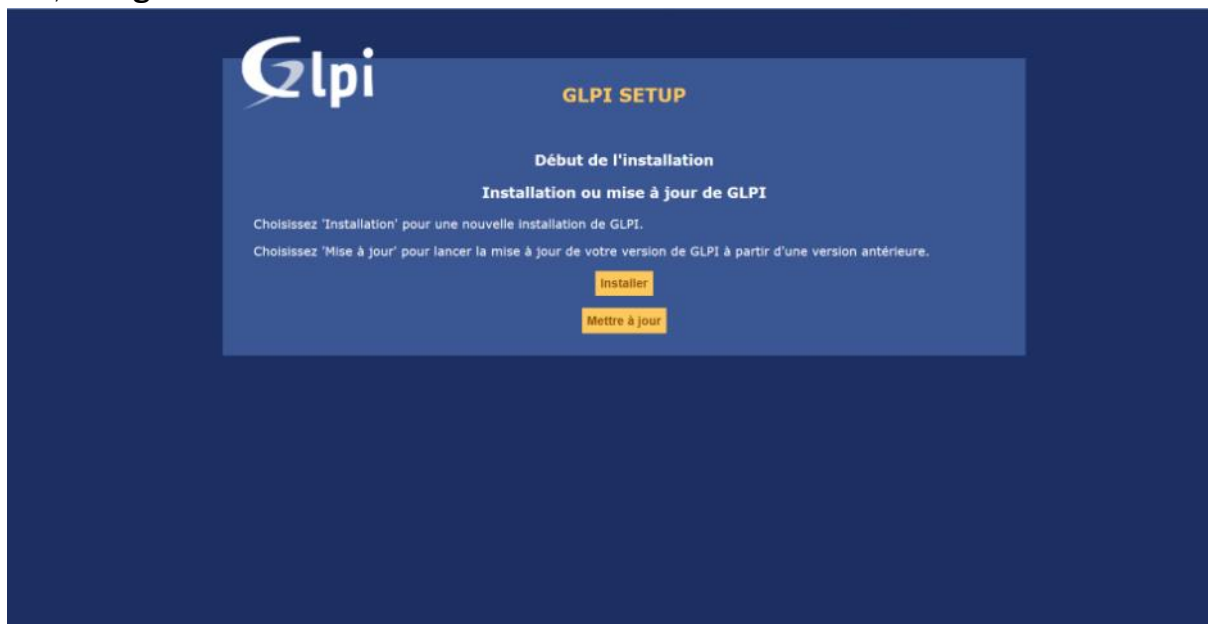 Glpi
GLPI SETUP
Début de l'installation
Installation ou mise à jour de GLPI
Choisissez 'Installation' pour une nouvelle installation de GLPI.
Choisissez 'Mise à jour' pour lancer la mise à jour de votre version de GLPI à partir d'une version antérieure.
Installer
Mettre à jour